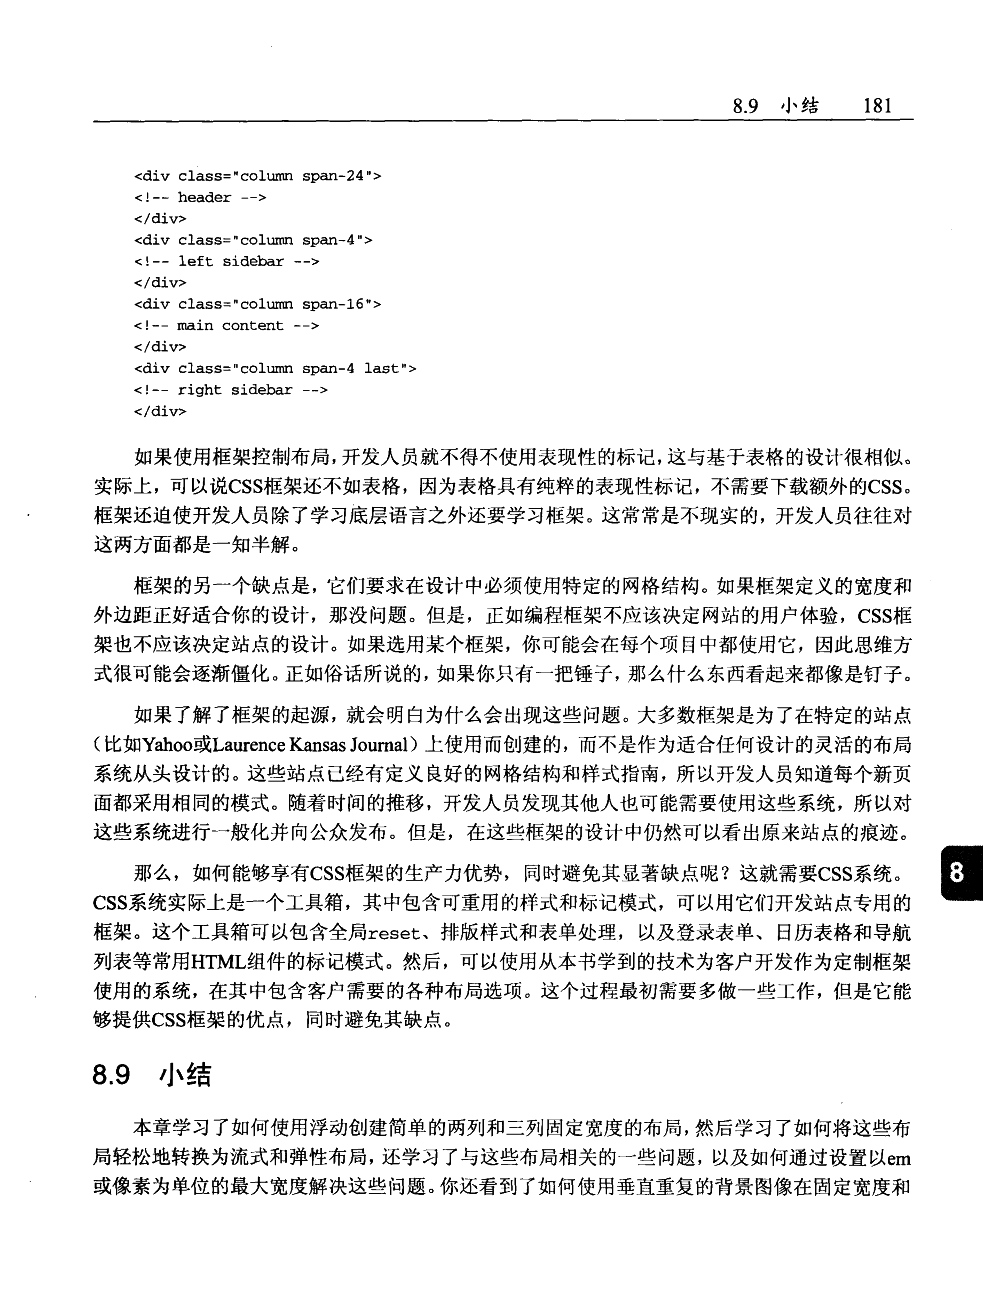 8.9 小结 181
<div class="column span-24">
<!-- header -->
</div>
<div class="column span-4">
<!-- left sidebar -->
</div>
<div class="column span-16">
<!-- main content -->
</div>
<div class="column span-4 last">
<!-- right sidebar -->
</div>
如果使用框架控制布局，开发人员就不得不使用表现性的标记，这与基于表格的设计很相似。
实际上，可以说CSS框架还不如表格，因为表格具有纯粹的表现性标记，不需要下载额外的CSS。
框架还迫使开发人员除了学习底层语言之外还要学习框架。这常常是不现实的，开发人员往往对
这两方面都是一知半解。
框架的另一个缺点是，它们要求在设计中必须使用特定的网格结构。如果框架定义的宽度和
外边距正好适合你的设计，那没问题。但是，正如编程框架不应该决定网站的用户体验，CSS框
架也不应该决定站点的设计。如果选用某个框架，你可能会在每个项目中都使用它，因此思维方
式很可能会逐渐僵化。正如俗话所说的，如果你只有一把锤子，那么什么东西看起来都像是钉子。
如果了解了框架的起源，就会明白为什么会出现这些问题。大多数框架是为了在特定的站点
（比如Yahoo或Laurence Kansas Journal）上使用而创建的，而不是作为适合任何设计的灵活的布局
系统从头设计的。这些站点已经有定义良好的网格结构和样式指南，所以开发人员知道每个新页
面都采用相同的模式。随着时间的推移，开发人员发现其他人也可能需要使用这些系统，所以对
这些系统进行一般化并向公众发布。但是，在这些框架的设计中仍然可以看出原来站点的痕迹。
那么，如何能够享有CSS框架的生产力优势，同时避免其显著缺点呢？这就需要CSS系统。
CSS系统实际上是一个工具箱，其中包含可重用的样式和标记模式，可以用它们开发站点专用的
框架。这个工具箱可以包含全局reset、排版样式和表单处理，以及登录表单、日历表格和导航
列表等常用HTML组件的标记模式。然后，可以使用从本书学到的技术为客户开发作为定制框架
使用的系统，在其中包含客户需要的各种布局选项。这个过程最初需要多做一些工作，但是它能
够提供CSS框架的优点，同时避免其缺点。
8
8.9 小结
本章学习了如何使用浮动创建简单的两列和三列固定宽度的布局，然后学习了如何将这些布
局轻松地转换为流式和弹性布局，还学习了与这些布局相关的一些问题，以及如何通过设置以em
或像素为单位的最大宽度解决这些问题。你还看到了如何使用垂直重复的背景图像在固定宽度和